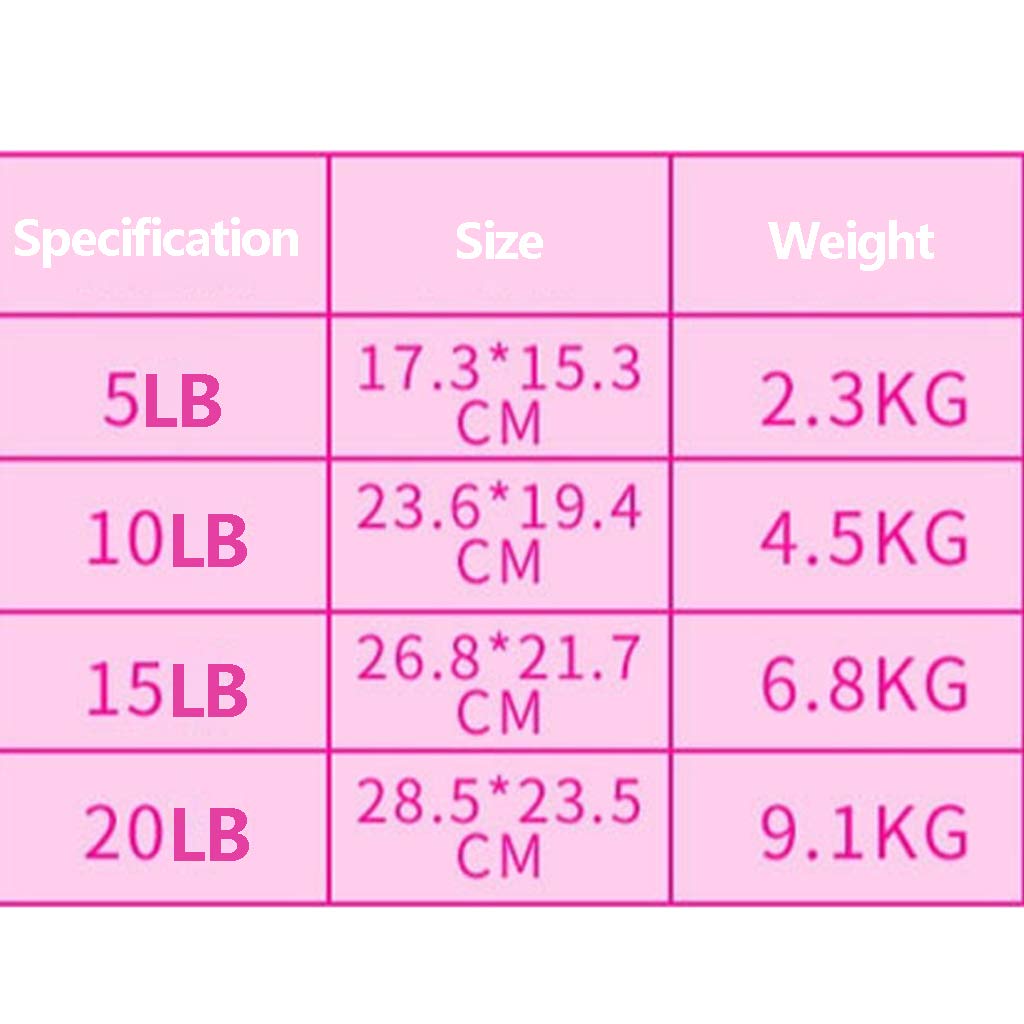 Specification Size Weight
5LB 17.3*15.3 CM 2.3KG
10LB 23.6*19.4 CM 4.5KG
15LB 26.8*21.7 CM 6.8KG
20LB 28.5*23.5 CM 9.1KG